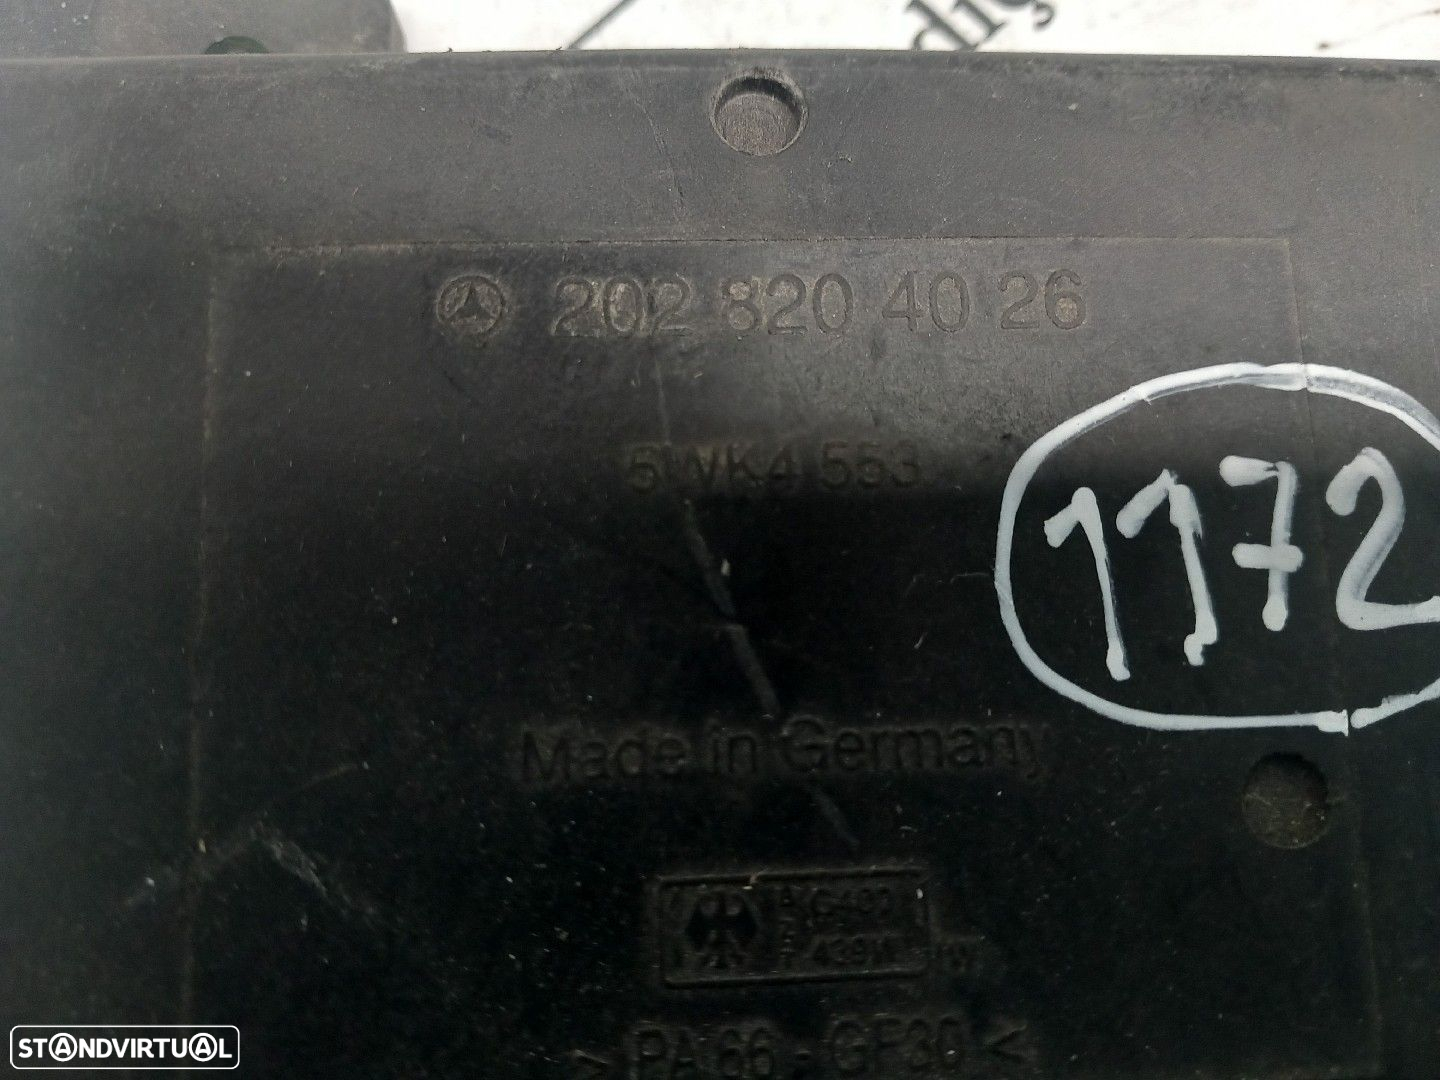 202 820 40 26
5WK4 553
1172
Made in Germany
> PA 66 - GF30 <
STANDVIRTUAL